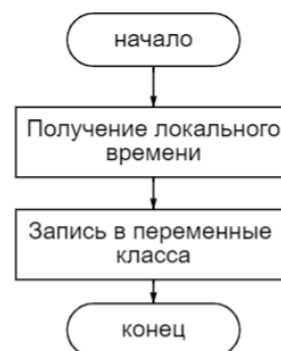 начало
Получение локального
времени
Запись в переменные
класса
конец